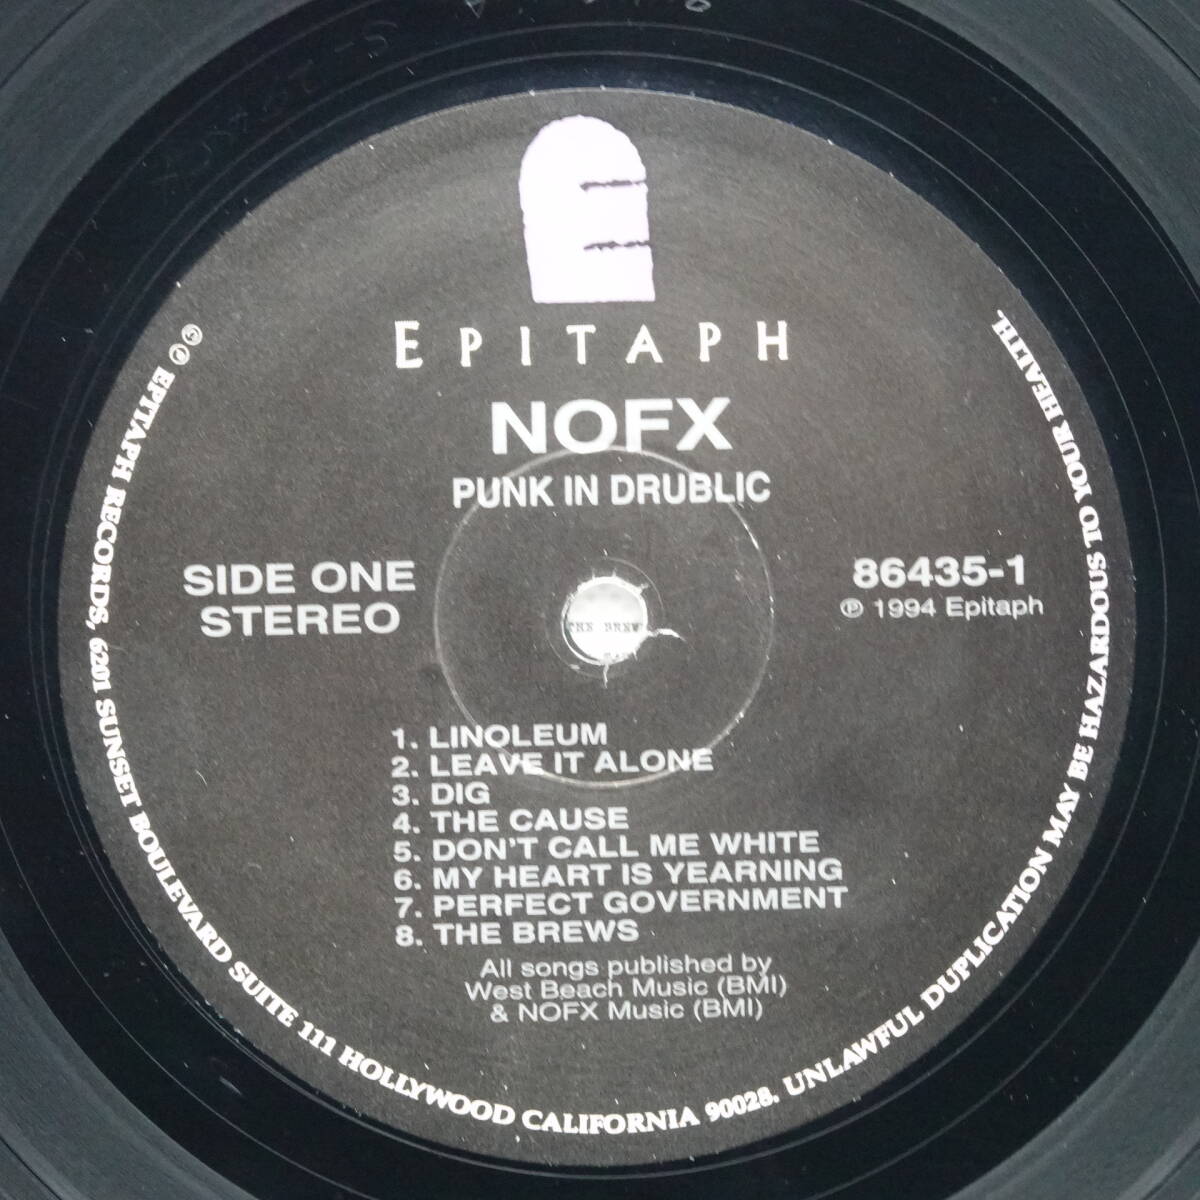 EPITAPH
NOFX
PUNK IN DRUBLIC
SIDE ONE
STEREO
86435-1
℗ 1994 Epitaph
THE BREW
1. LINOLEUM
2. LEAVE IT ALONE
3. DIG
4. THE CAUSE
5. DON'T CALL ME WHITE
6. MY HEART IS YEARNING
7. PERFECT GOVERNMENT
8. THE BREWS
All songs published by
West Beach Music (BMI)
& NOFX Music (BMI)
© ℗ EPITAPH RECORDS, 6201 SUNSET BOULEVARD SUITE 111 HOLLYWOOD CALIFORNIA 90028. UNLAWFUL DUPLICATION MAY BE HAZARDOUS TO YOUR HEALTH.